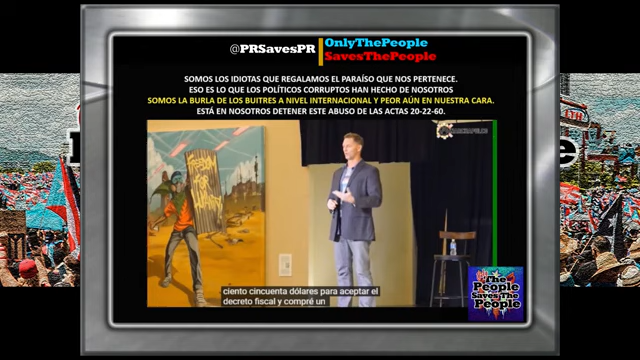 @PRSavesPR
OnlyThePeople
SavesThePeople
SOMOS LOS IDIOTAS QUE REGALAMOS EL PARAÍSO QUE NOS PERTENECE.
ESO ES LO QUE LOS POLÍTICOS CORRUPTOS HAN HECHO DE NOSOTROS
SOMOS LA BURLA DE LOS BUITRES A NIVEL INTERNACIONAL Y PEOR AÚN EN NUESTRA CARA.
ESTÁ EN NOSOTROS DETENER ESTE ABUSO DE LAS ACTAS 20-22-60.
ciento cincuenta dólares para aceptar el
decreto fiscal y compré un
The
People
Saves The
People